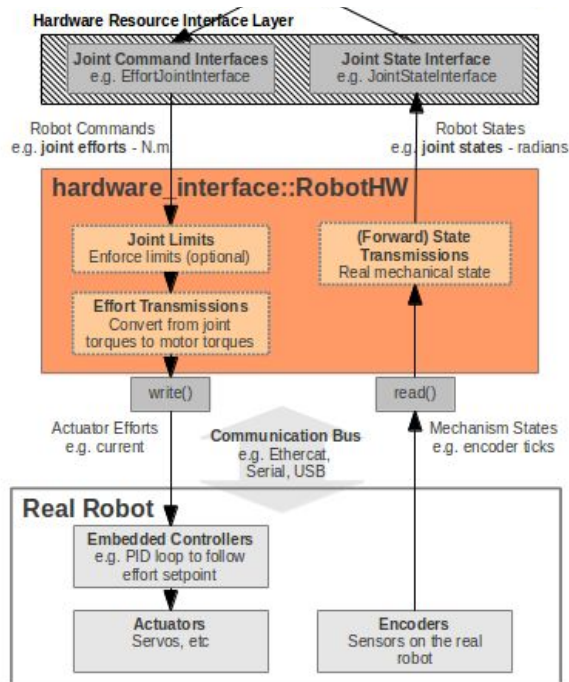 Hardware Resource Interface Layer
Joint Command Interfaces
e.g. EffortJointInterface
Joint State Interface
e.g. JointStateInterface
Robot Commands
e.g. joint efforts - N.m.
Robot States
e.g. joint states - radians
hardware_interface::RobotHW
Joint Limits
Enforce limits (optional)
Effort Transmissions
Convert from joint
torques to motor torques
(Forward) State
Transmissions
Real mechanical state
write()
read()
Actuator Efforts
e.g. current
Communication Bus
e.g. Ethercat,
Serial, USB
Mechanism States
e.g. encoder ticks
Real Robot
Embedded Controllers
e.g. PID loop to follow
effort setpoint
Actuators
Servos, etc
Encoders
Sensors on the real
robot